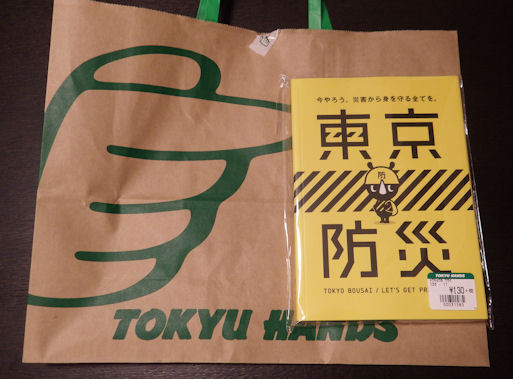 今やろう。災害から身を守る全てを。
東京
防
防災
TOKYO BOUSAI / LET'S GET PR
TOKYU HANDS
¥130
TOKYU HANDS